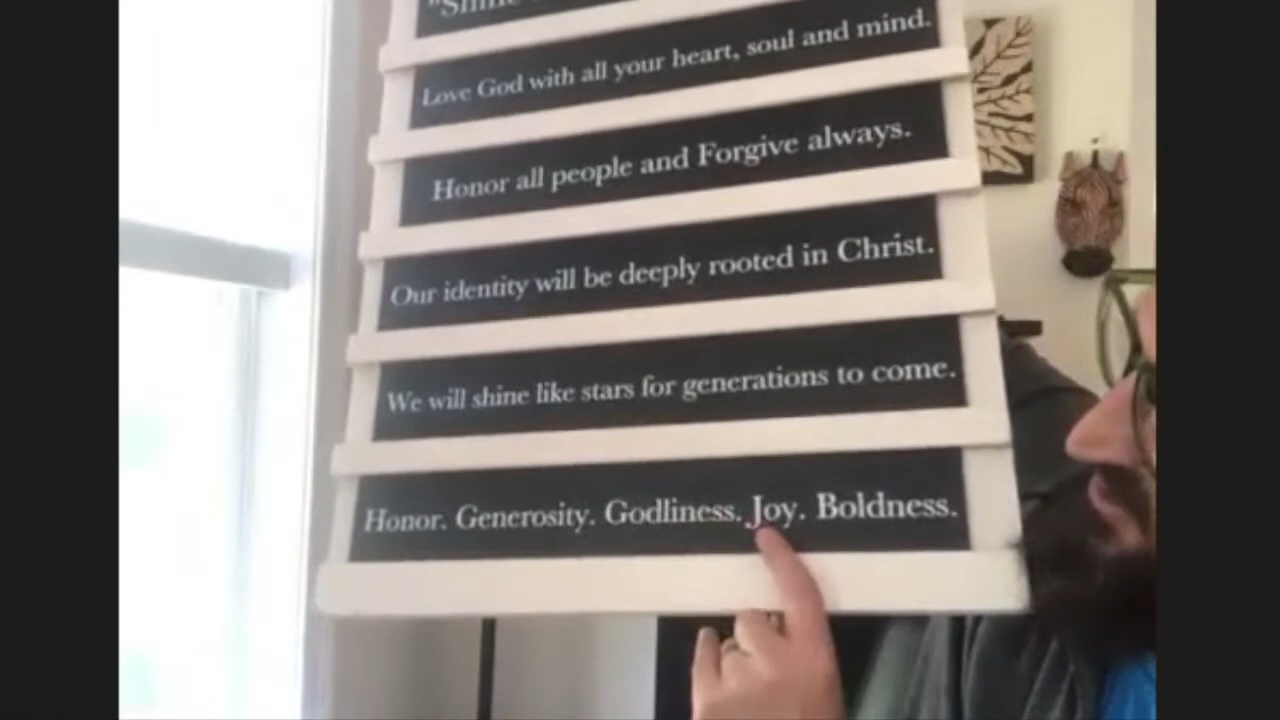 "Shine
Love God with all your heart, soul and mind.
Honor all people and Forgive always.
Our identity will be deeply rooted in Christ.
We will shine like stars for generations to come.
Honor. Generosity. Godliness. Joy. Boldness.